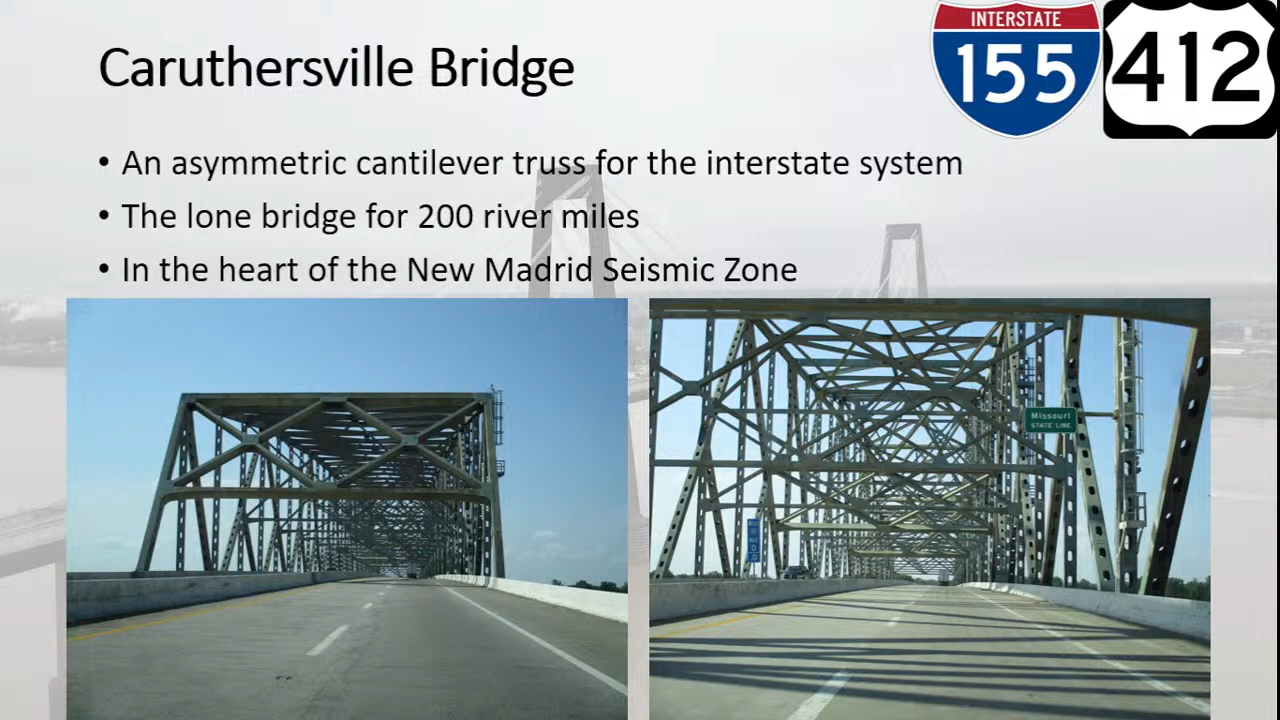 Caruthersville Bridge
INTERSTATE
155
412
• An asymmetric cantilever truss for the interstate system
• The lone bridge for 200 river miles
• In the heart of the New Madrid Seismic Zone
Missouri
STATE LINE